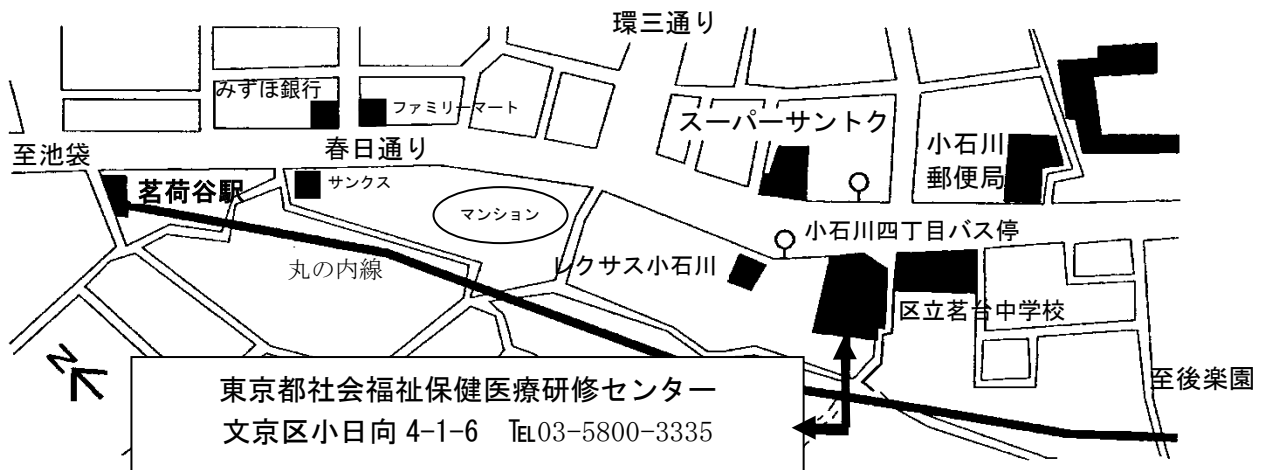 環三通り
みずほ銀行
ファミリーマート
スーパーサントク
小石川
郵便局
至池袋
春日通り
茗荷谷駅
サンクス
マンション
小石川四丁目バス停
丸の内線
レクサス小石川
区立茗台中学校
N
至後楽園
東京都社会福祉保健医療研修センター
文京区小日向 4-1-6 ℡03-5800-3335